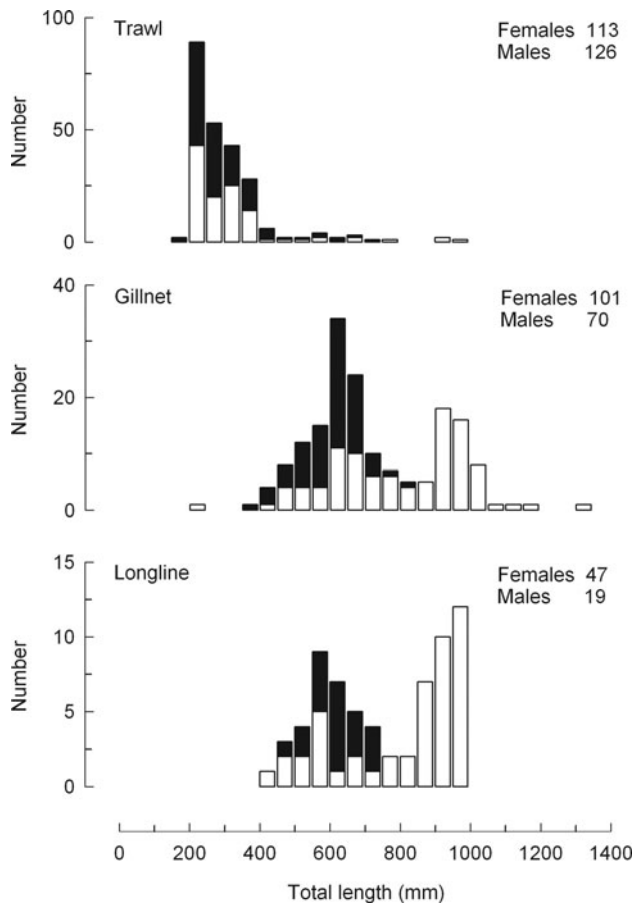 Trawl
Females 113
Males 126
Number
100
50
0
Gillnet
Females 101
Males 70
Number
40
20
0
Longline
Females 47
Males 19
Number
15
10
5
0
0 200 400 600 800 1000 1200 1400
Total length (mm)